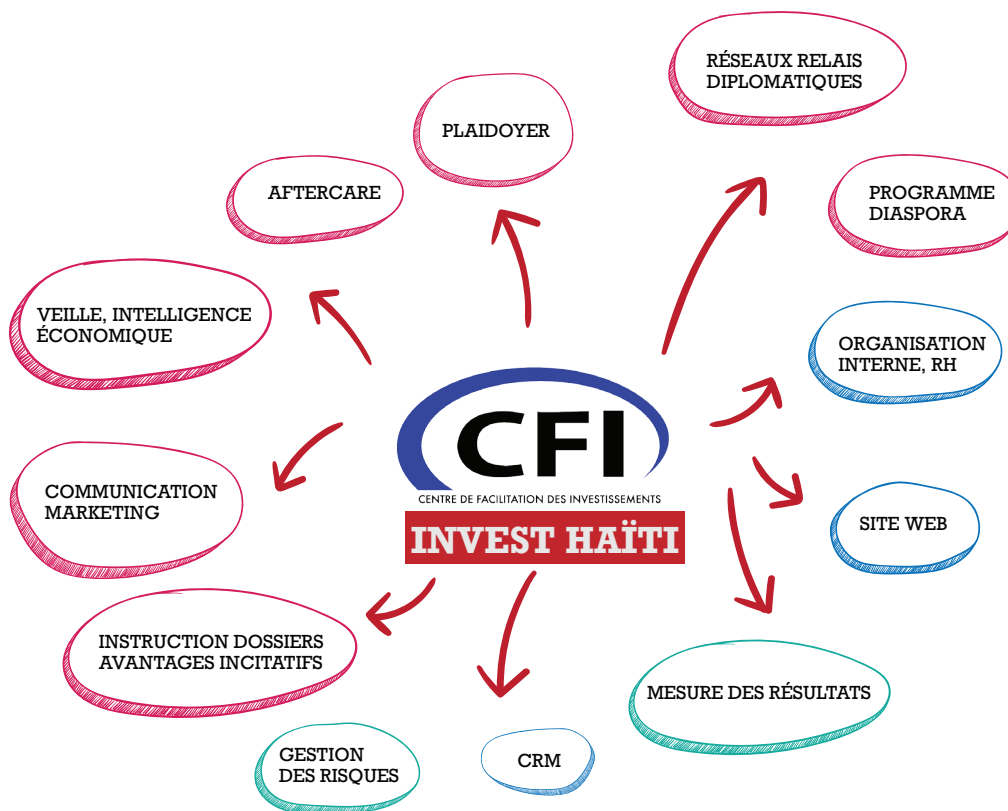 RÉSEAUX RELAIS
DIPLOMATIQUES
PLAIDOYER
AFTERCARE
PROGRAMME
DIASPORA
VEILLE, INTELLIGENCE
ÉCONOMIQUE
ORGANISATION
INTERNE, RH
CFI
CENTRE DE FACILITATION DES INVESTISSEMENTS
INVEST HAÏTI
COMMUNICATION
MARKETING
SITE WEB
INSTRUCTION DOSSIERS
AVANTAGES INCITATIFS
MESURE DES RÉSULTATS
GESTION
DES RISQUES
CRM